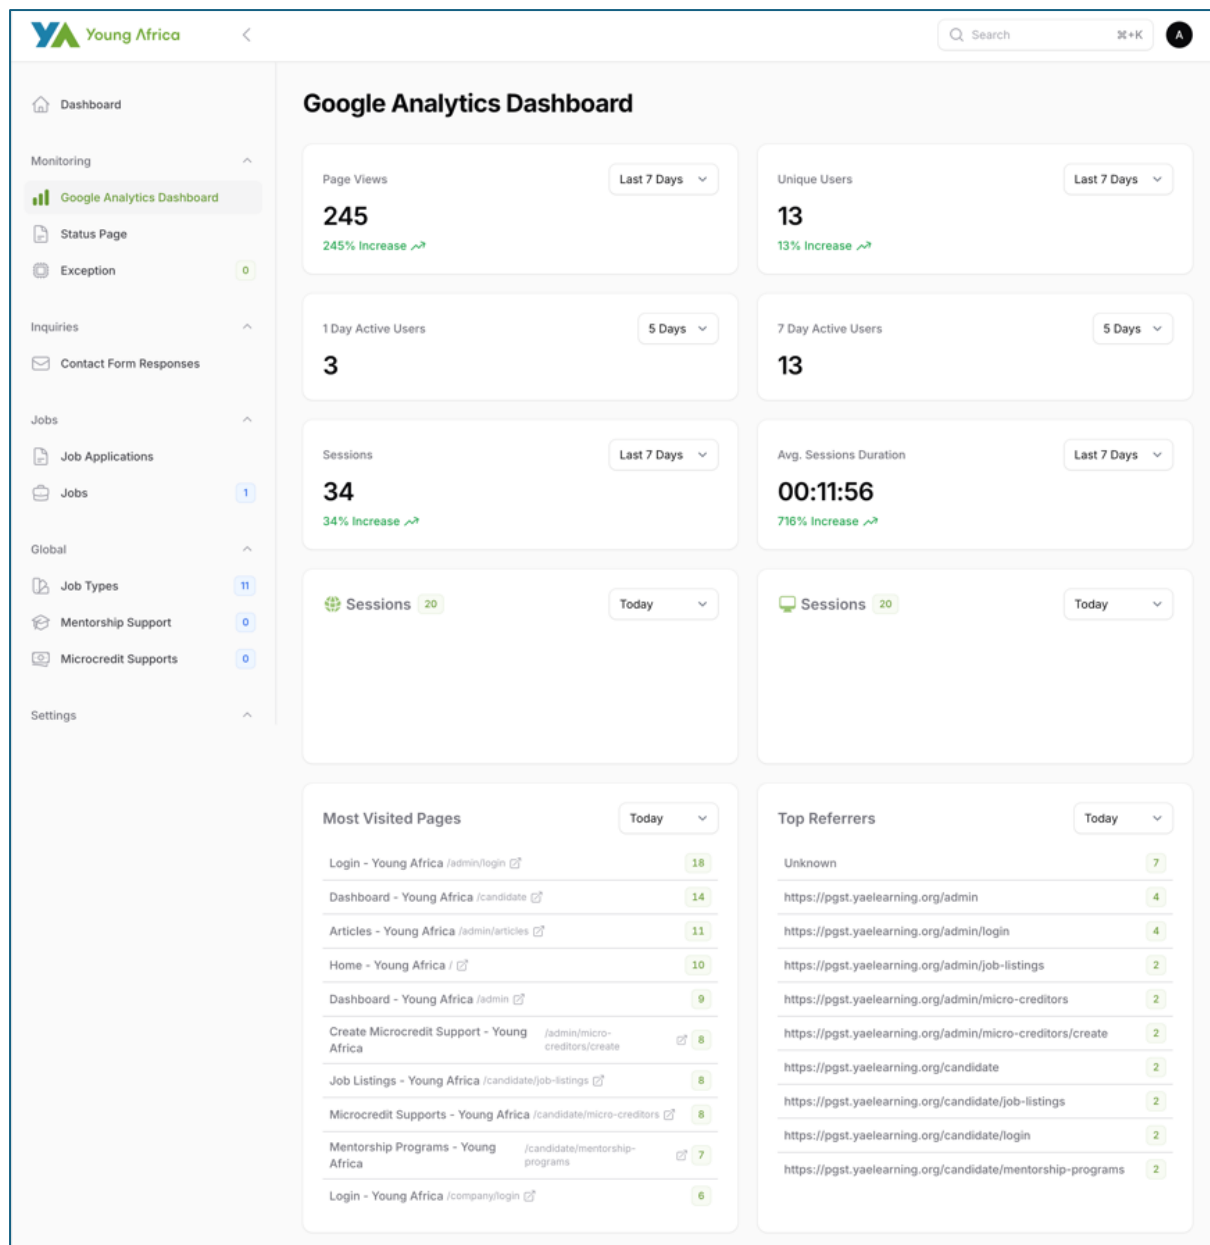 YA Young Africa
Search ⌘+K A
Dashboard
Monitoring
Google Analytics Dashboard
Status Page
Exception 0
Inquiries
Contact Form Responses
Jobs
Job Applications
Jobs 1
Global
Job Types 11
Mentorship Support 0
Microcredit Supports 0
Settings
Google Analytics Dashboard
Page Views Last 7 Days
245
245% Increase
Unique Users Last 7 Days
13
13% Increase
1 Day Active Users 5 Days
3
7 Day Active Users 5 Days
13
Sessions Last 7 Days
34
34% Increase
Avg. Sessions Duration Last 7 Days
00:11:56
716% Increase
Sessions 20 Today
Sessions 20 Today
Most Visited Pages Today
Login - Young Africa /admin/login 18
Dashboard - Young Africa /candidate 14
Articles - Young Africa /admin/articles 11
Home - Young Africa / 10
Dashboard - Young Africa /admin 9
Create Microcredit Support - Young /admin/micro-
Africa creditors/create 8
Job Listings - Young Africa /candidate/job-listings 8
Microcredit Supports - Young Africa /candidate/micro-creditors 8
Mentorship Programs - Young /candidate/mentorship-
Africa programs 7
Login - Young Africa /company/login 6
Top Referrers Today
Unknown 7
https://pgst.yaelearning.org/admin 4
https://pgst.yaelearning.org/admin/login 4
https://pgst.yaelearning.org/admin/job-listings 2
https://pgst.yaelearning.org/admin/micro-creditors 2
https://pgst.yaelearning.org/admin/micro-creditors/create 2
https://pgst.yaelearning.org/candidate 2
https://pgst.yaelearning.org/candidate/job-listings 2
https://pgst.yaelearning.org/candidate/login 2
https://pgst.yaelearning.org/candidate/mentorship-programs 2